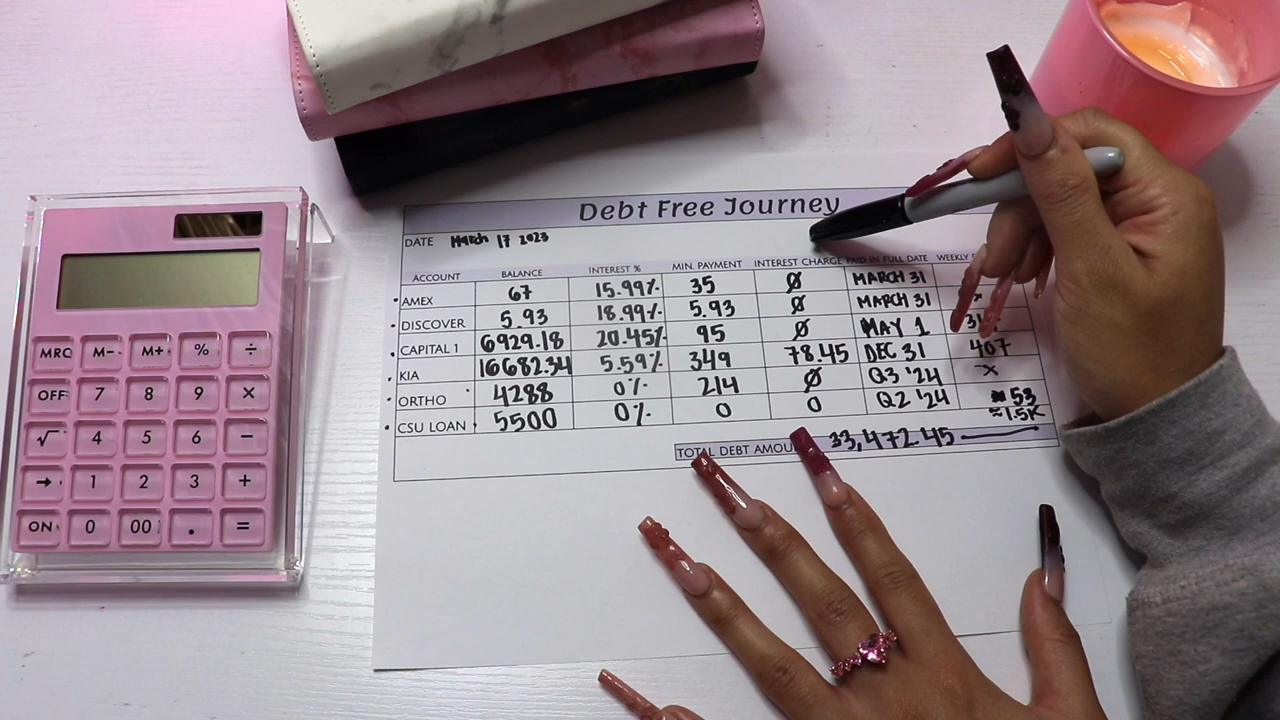 Debt Free Journey
DATE March 17 2023
ACCOUNT BALANCE INTEREST % MIN. PAYMENT INTEREST CHARGE PAID IN FULL DATE WEEKLY
AMEX 67 15.99% 35 Ø MARCH 31
DISCOVER 5.93 18.99% 5.93 Ø MARCH 31 x
CAPITAL 1 6929.18 20.45% 95 Ø MAY 1
KIA 16682.34 5.59% 349 78.45 DEC 31 407
ORTHO 4288 0% 214 Ø Q3 '24 x
CSU LOAN 5500 0% 0 0 Q2 '24 ≈ 53
≈1.5K
TOTAL DEBT AMOU 33,472.45
MRC M- M+ % ÷
OFF 7 8 9 ×
√ 4 5 6 −
→ 1 2 3 +
ON 0 00 . =